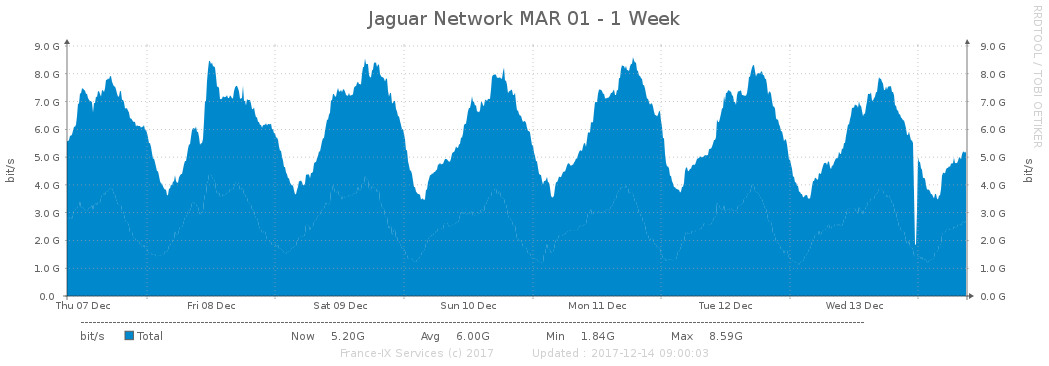 Jaguar Network MAR 01 - 1 Week
RRDTOOL / TOBI OETIKER
9.0 G 9.0 G
8.0 G 8.0 G
7.0 G 7.0 G
6.0 G 6.0 G
5.0 G 5.0 G
4.0 G 4.0 G
3.0 G 3.0 G
2.0 G 2.0 G
1.0 G 1.0 G
0.0 0.0 G
bit/s
bit/s
Thu 07 Dec Fri 08 Dec Sat 09 Dec Sun 10 Dec Mon 11 Dec Tue 12 Dec Wed 13 Dec
bit/s Total Now 5.20G Avg 6.00G Min 1.84G Max 8.59G
France-IX Services (c) 2017 Updated : 2017-12-14 09:00:03